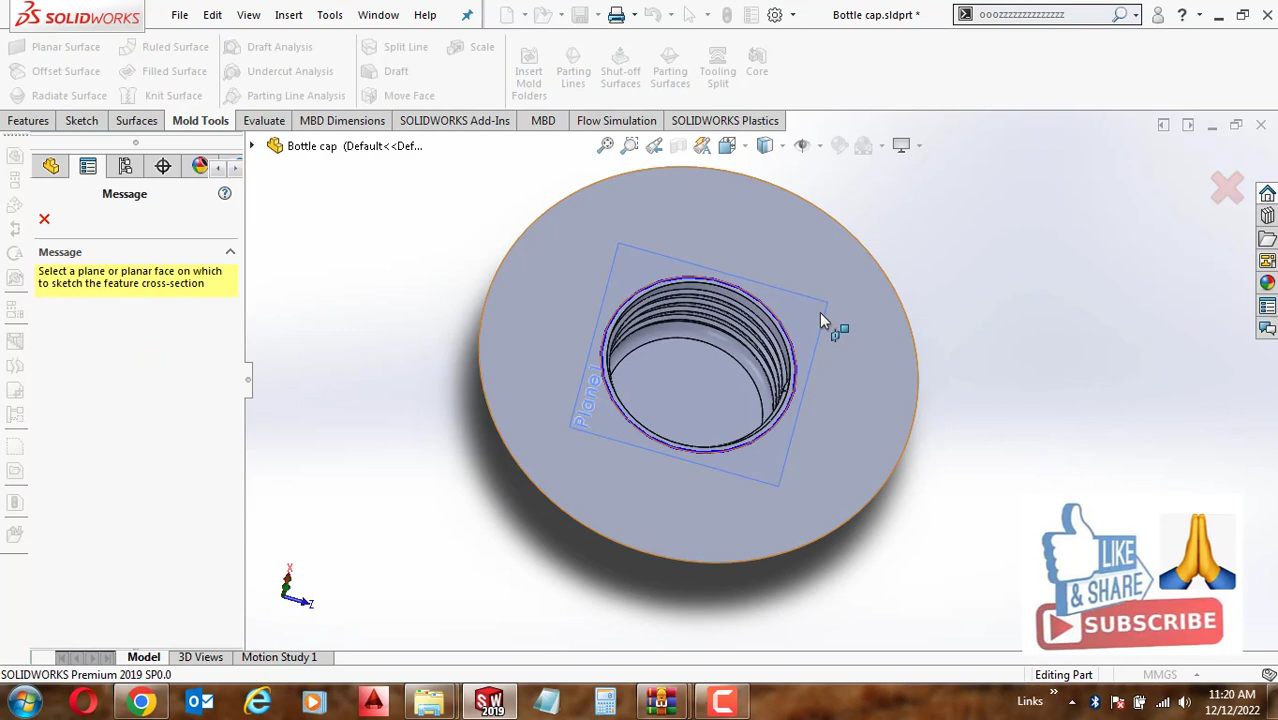 SOLIDWORKS File Edit View Insert Tools Window Help Bottle cap.sldprt * ooozzzzzzzzzzzzzz ?
Planar Surface Ruled Surface Draft Analysis Split Line Scale
Offset Surface Filled Surface Undercut Analysis Draft
Radiate Surface Knit Surface Parting Line Analysis Move Face
Insert Mold Folders
Parting Lines
Shut-off Surfaces
Parting Surfaces
Tooling Split
Core
Features Sketch Surfaces Mold Tools Evaluate MBD Dimensions SOLIDWORKS Add-Ins MBD Flow Simulation SOLIDWORKS Plastics
Bottle cap (Default<<Def...
Message
Message
Select a plane or planar face on which
to sketch the feature cross-section
Plane1
X
Z
LIKE
& SHARE
SUBSCRIBE
Model 3D Views Motion Study 1
SOLIDWORKS Premium 2019 SP0.0 Editing Part MMGS
SW
2019
Links
11:20 AM
12/12/2022